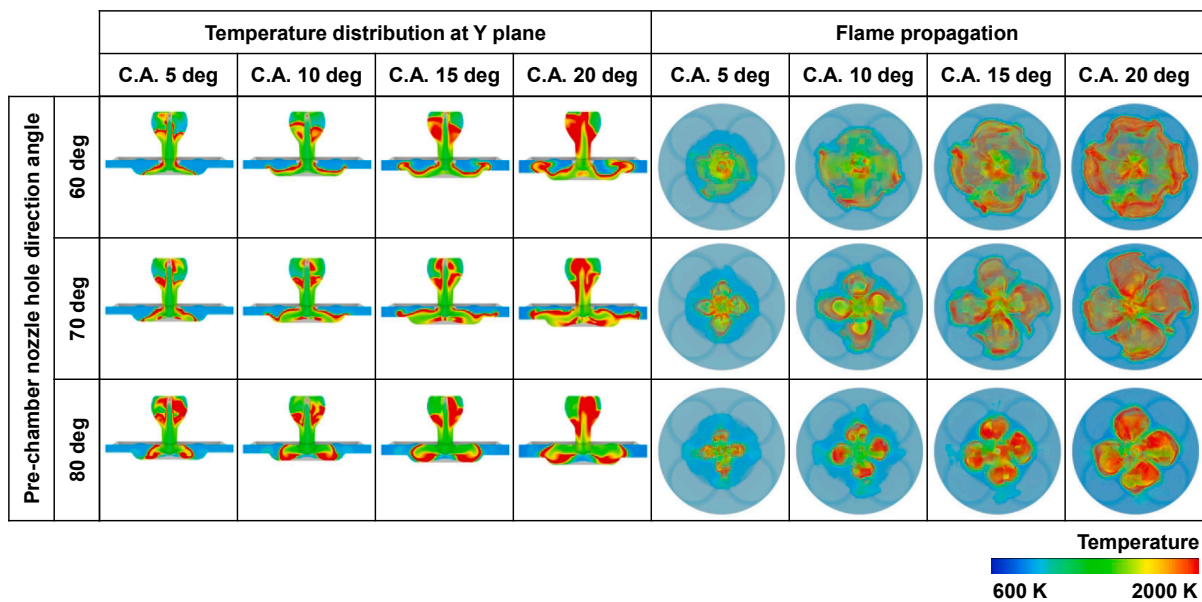 Temperature distribution at Y plane
Flame propagation
C.A. 5 deg
C.A. 10 deg
C.A. 15 deg
C.A. 20 deg
C.A. 5 deg
C.A. 10 deg
C.A. 15 deg
C.A. 20 deg
Pre-chamber nozzle hole direction angle
60 deg
70 deg
80 deg
Temperature
600 K
2000 K